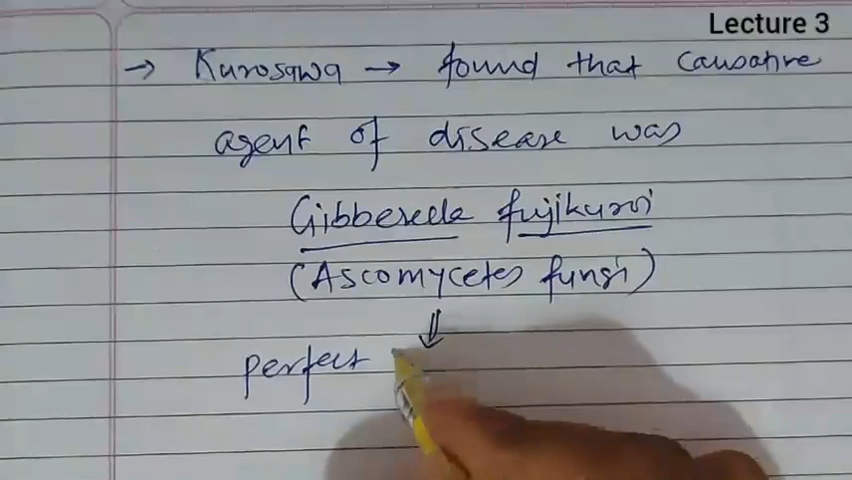 Lecture 3
→ Kurosawa → found that causative
agent of disease was
Gibberella fujikuroi
(Ascomycetes fungi)
⇓
perfect